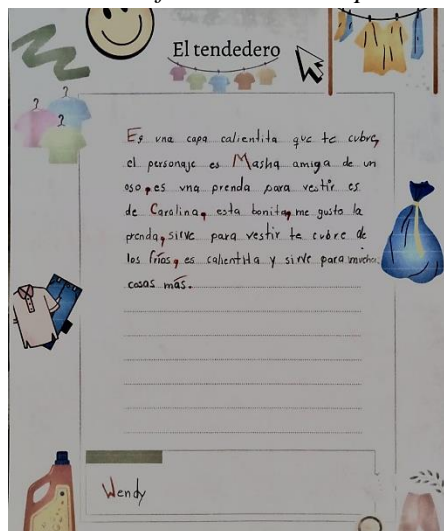 El tendedero
Es una capa calientita que te cubre,
el personaje es Masha amiga de un
oso, es una prenda para vestir es
de Carolina, esta bonita, me gusta la
prenda, sirve para vestir te cubre de
los fríos, es calientita y sirve para muchas
cosas más.
Wendy